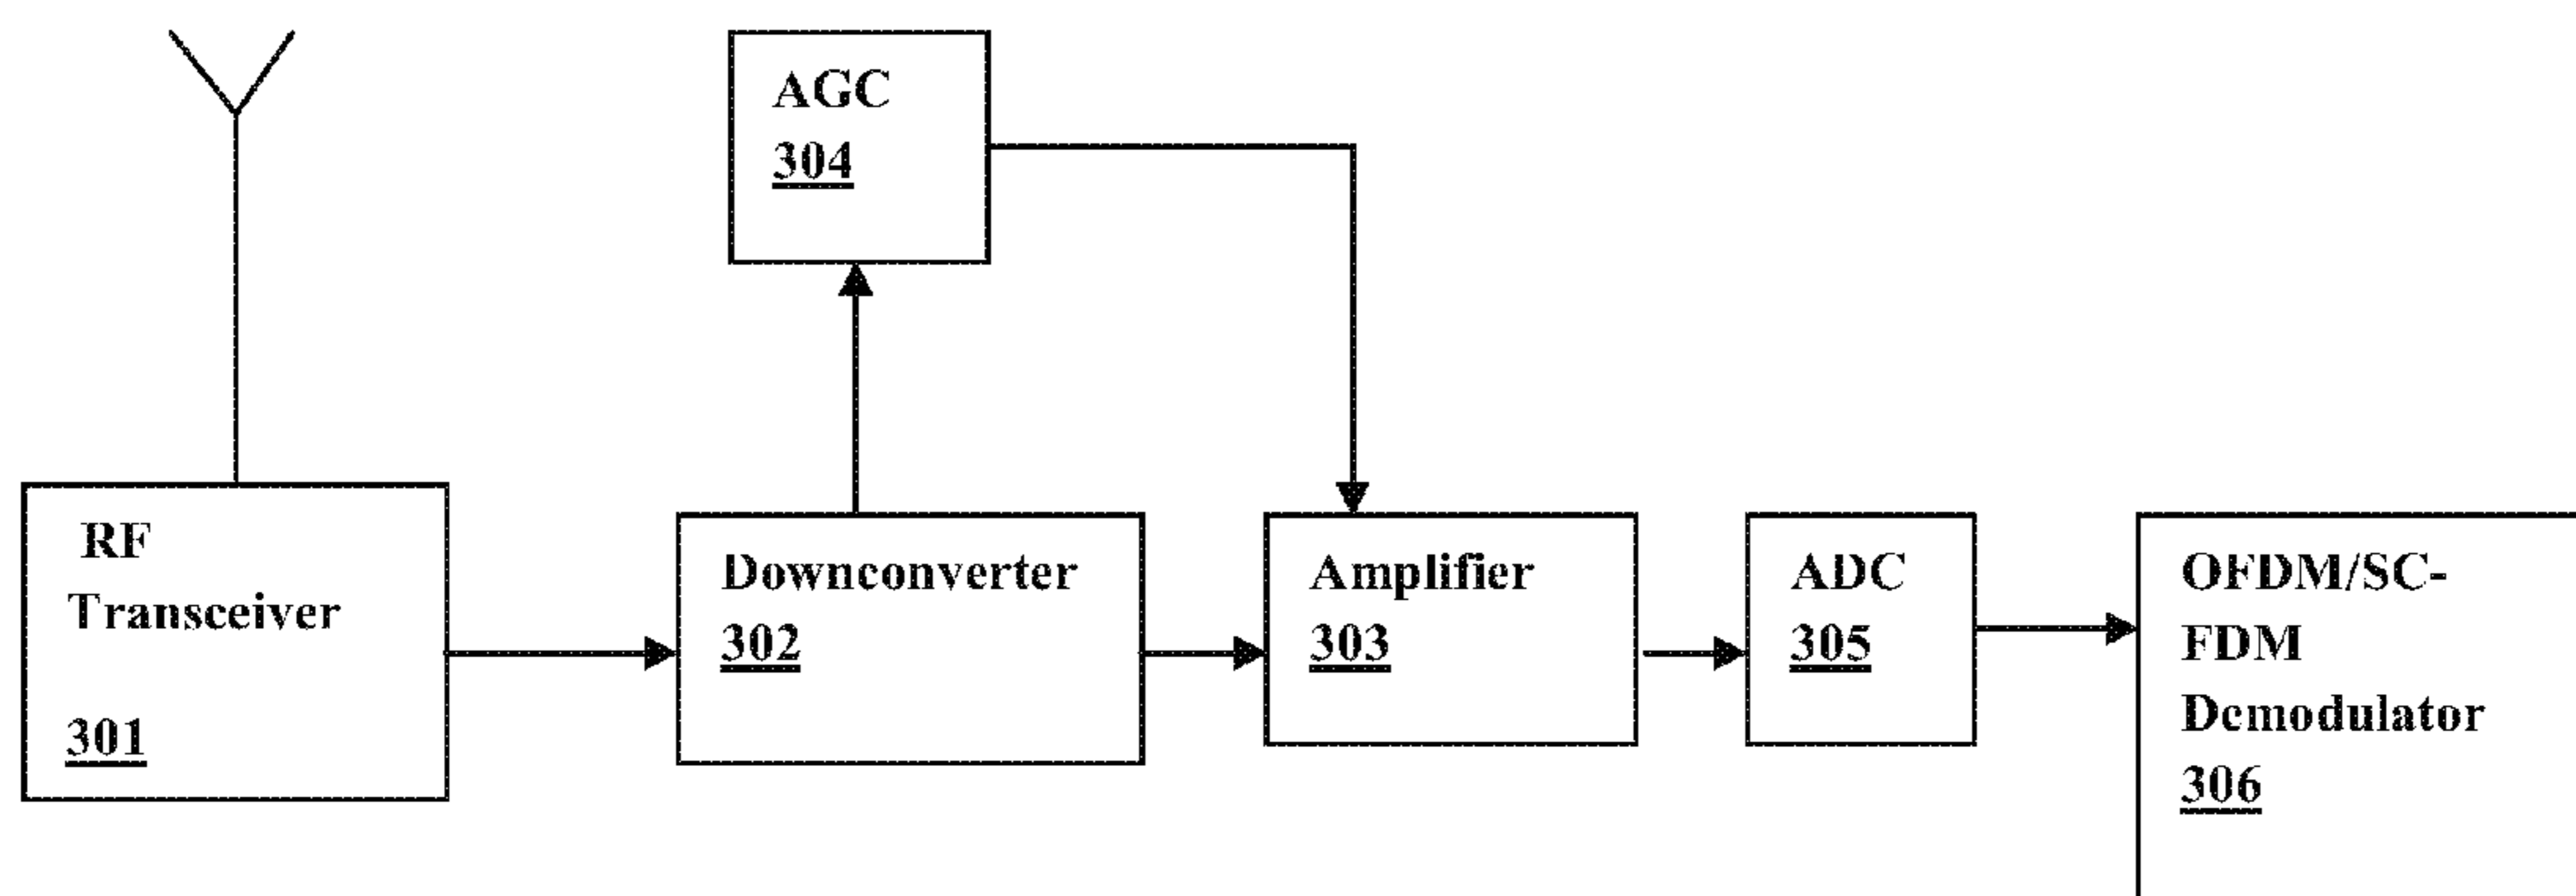 AGC
304
RF
Transceiver
301
Downconverter
302
Amplifier
303
ADC
305
OFDM/SC-
FDM
Demodulator
306